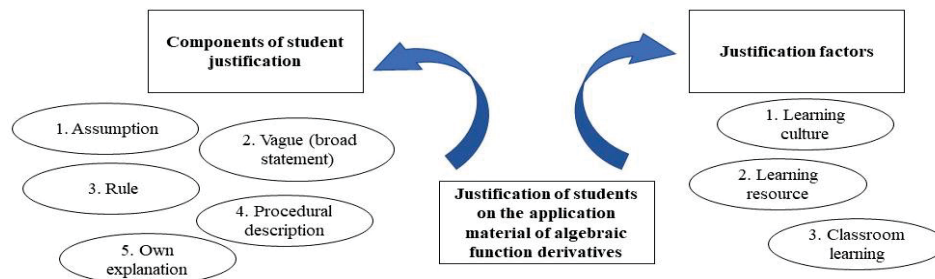 Components of student
justification
1. Assumption
2. Vague (broad
statement)
3. Rule
4. Procedural
description
5. Own
explanation
Justification of students
on the application
material of algebraic
function derivatives
Justification factors
1. Learning
culture
2. Learning
resource
3. Classroom
learning